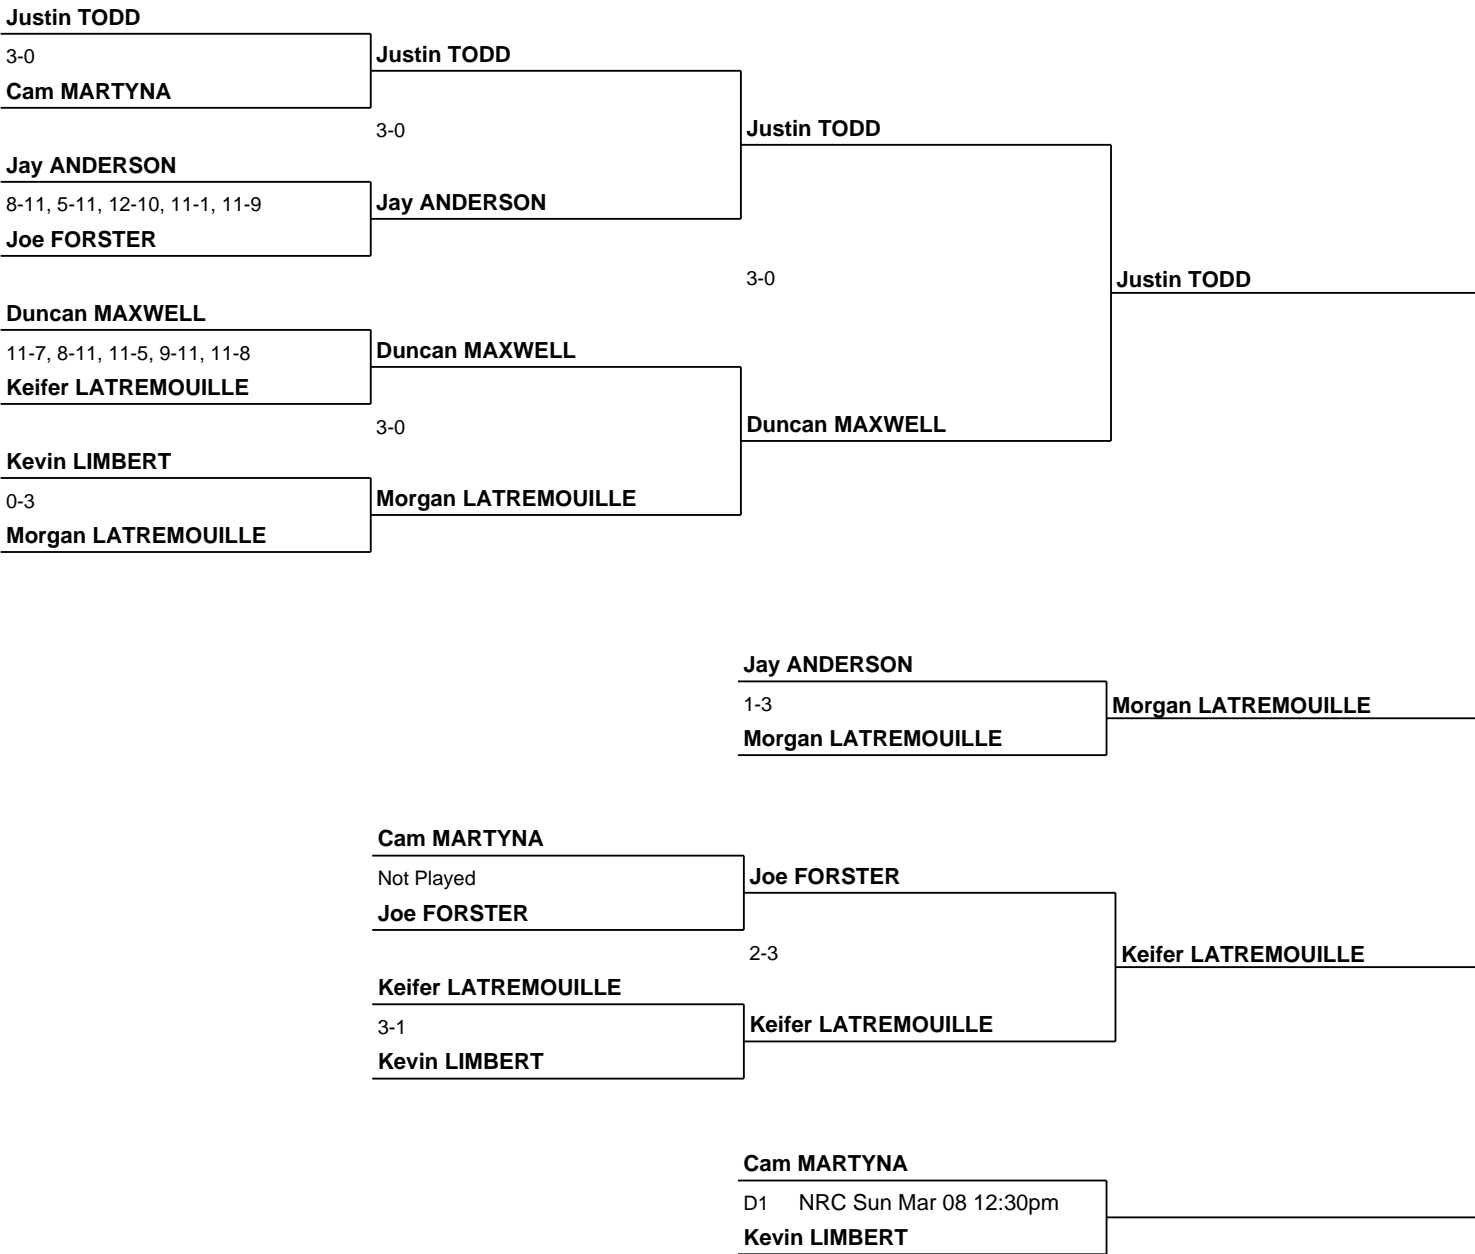 Justin TODD
3-0
Justin TODD
Cam MARTYNA
3-0
Justin TODD
Jay ANDERSON
8-11, 5-11, 12-10, 11-1, 11-9
Jay ANDERSON
Joe FORSTER
3-0
Justin TODD
Duncan MAXWELL
11-7, 8-11, 11-5, 9-11, 11-8
Duncan MAXWELL
Keifer LATREMOUILLE
3-0
Duncan MAXWELL
Kevin LIMBERT
0-3
Morgan LATREMOUILLE
Morgan LATREMOUILLE
Jay ANDERSON
1-3
Morgan LATREMOUILLE
Morgan LATREMOUILLE
Cam MARTYNA
Not Played
Joe FORSTER
Joe FORSTER
2-3
Keifer LATREMOUILLE
Keifer LATREMOUILLE
3-1
Keifer LATREMOUILLE
Kevin LIMBERT
Cam MARTYNA
D1 NRC Sun Mar 08 12:30pm
Kevin LIMBERT